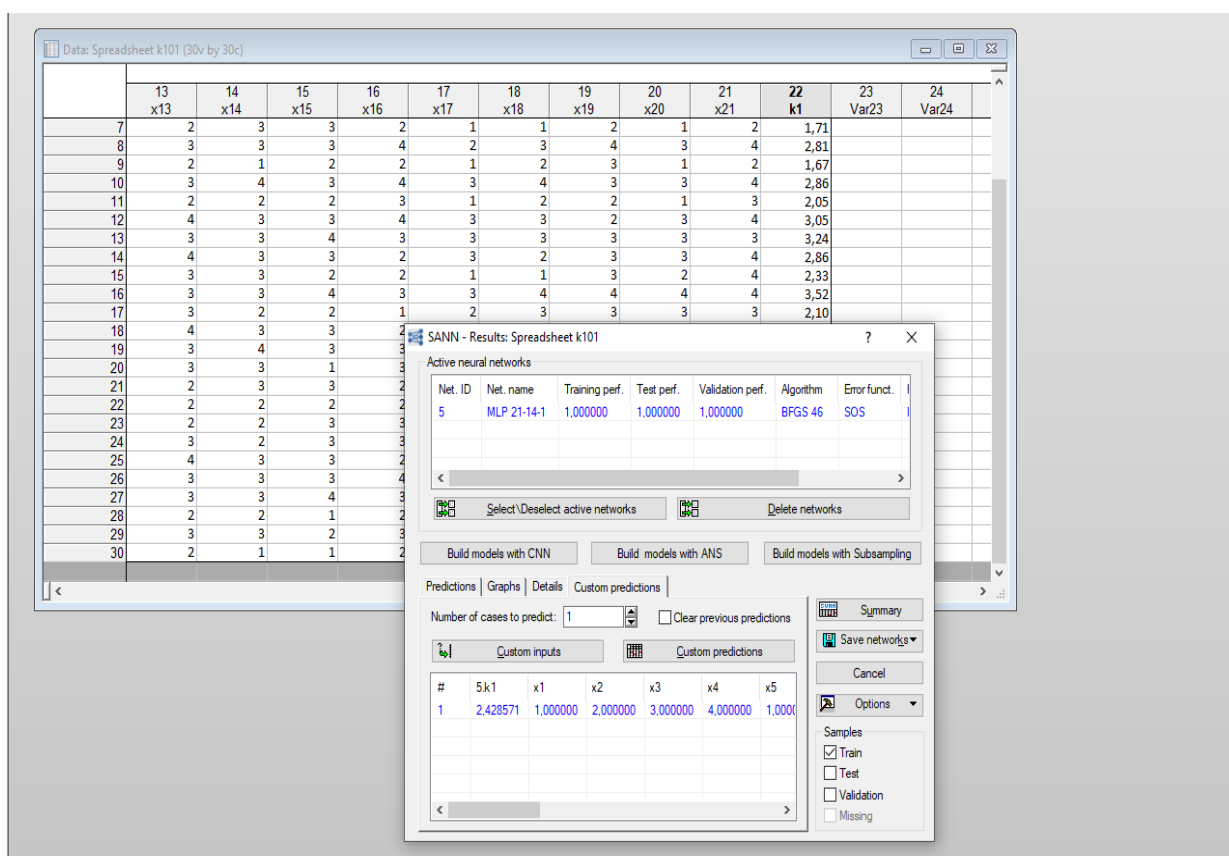 Data: Spreadsheet k101 (30v by 30c)
13 14 15 16 17 18 19 20 21 22 23 24
x13 x14 x15 x16 x17 x18 x19 x20 x21 k1 Var23 Var24
7 2 3 3 2 1 1 2 1 2 1,71
8 3 3 3 4 2 3 4 3 4 2,81
9 2 1 2 2 1 2 3 1 2 1,67
10 3 4 3 4 3 4 3 3 4 2,86
11 2 2 2 3 1 2 2 1 3 2,05
12 4 3 3 4 3 3 2 3 4 3,05
13 3 3 4 3 3 3 3 3 3 3,24
14 4 3 3 2 3 2 3 3 4 2,86
15 3 3 2 2 1 1 3 2 4 2,33
16 3 3 4 3 3 4 4 4 4 3,52
17 3 2 2 1 2 3 3 3 3 2,10
18 4 3 3 2
19 3 4 3 3
20 3 3 1 3
21 2 3 3 2
22 2 2 2 2
23 2 2 3 3
24 3 2 3 3
25 4 3 3 2
26 3 3 3 4
27 3 3 4 3
28 2 2 1 2
29 3 3 2 3
30 2 1 1 2
SANN - Results: Spreadsheet k101 ?
Active neural networks
Net. ID Net. name Training perf. Test perf. Validation perf. Algorithm Error funct.
5 MLP 21-14-1 1,000000 1,000000 1,000000 BFGS 46 SOS
Select\Deselect active networks Delete networks
Build models with CNN Build models with ANS Build models with Subsampling
Predictions Graphs Details Custom predictions
Number of cases to predict: 1 Clear previous predictions
Custom inputs Custom predictions
# 5.k1 x1 x2 x3 x4 x5
1 2,428571 1,000000 2,000000 3,000000 4,000000 1,0000
Summary
Save networks
Cancel
Options
Samples
Train
Test
Validation
Missing